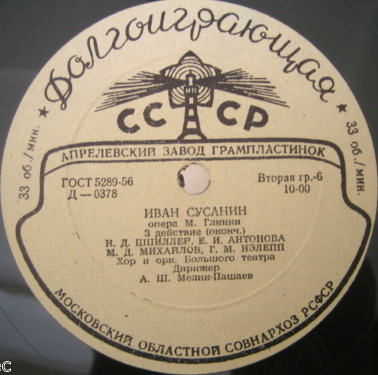 Долгоиграющая
33 об./мин.
33 об./мин.
СССР
АПРЕЛЕВСКИЙ ЗАВОД ГРАМПЛАСТИНОК
ГОСТ 5289-56
Д — 0378
Вторая гр.-6
10-00
ИВАН СУСАНИН
опера М. Глинки
3 действие (оконч.)
Н. Д. ШПИЛЛЕР, Е. И. АНТОНОВА
М. Д. МИХАЙЛОВ, Г. М. НЭЛЕПП
Хор и орк. Большого театра
Дирижер
А. Ш. Мелик-Пашаев
МОСКОВСКИЙ ОБЛАСТНОЙ СОВНАРХОЗ РСФСР